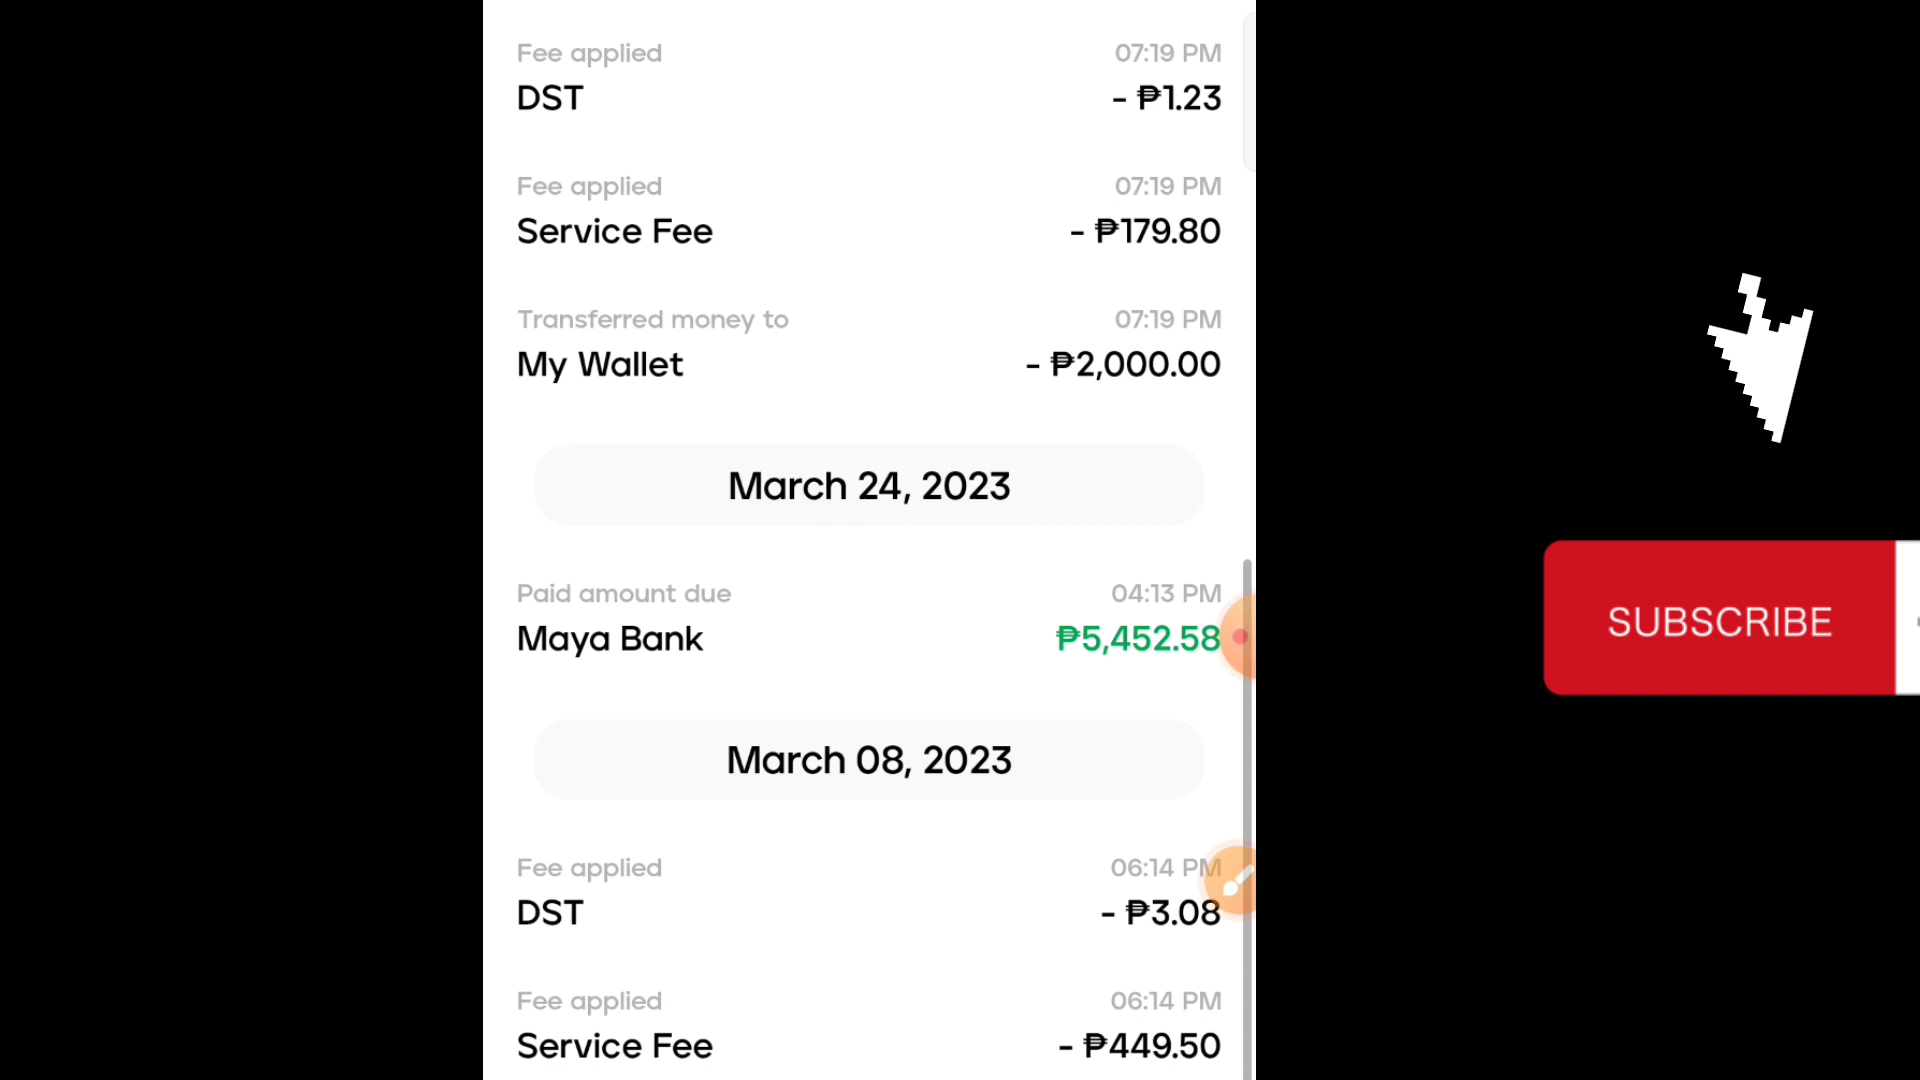 Fee applied 07:19 PM
DST - ₱1.23
Fee applied 07:19 PM
Service Fee - ₱179.80
Transferred money to 07:19 PM
My Wallet - ₱2,000.00
March 24, 2023
Paid amount due 04:13 PM
Maya Bank ₱5,452.58
SUBSCRIBE
March 08, 2023
Fee applied 06:14 PM
DST - ₱3.08
Fee applied 06:14 PM
Service Fee - ₱449.50